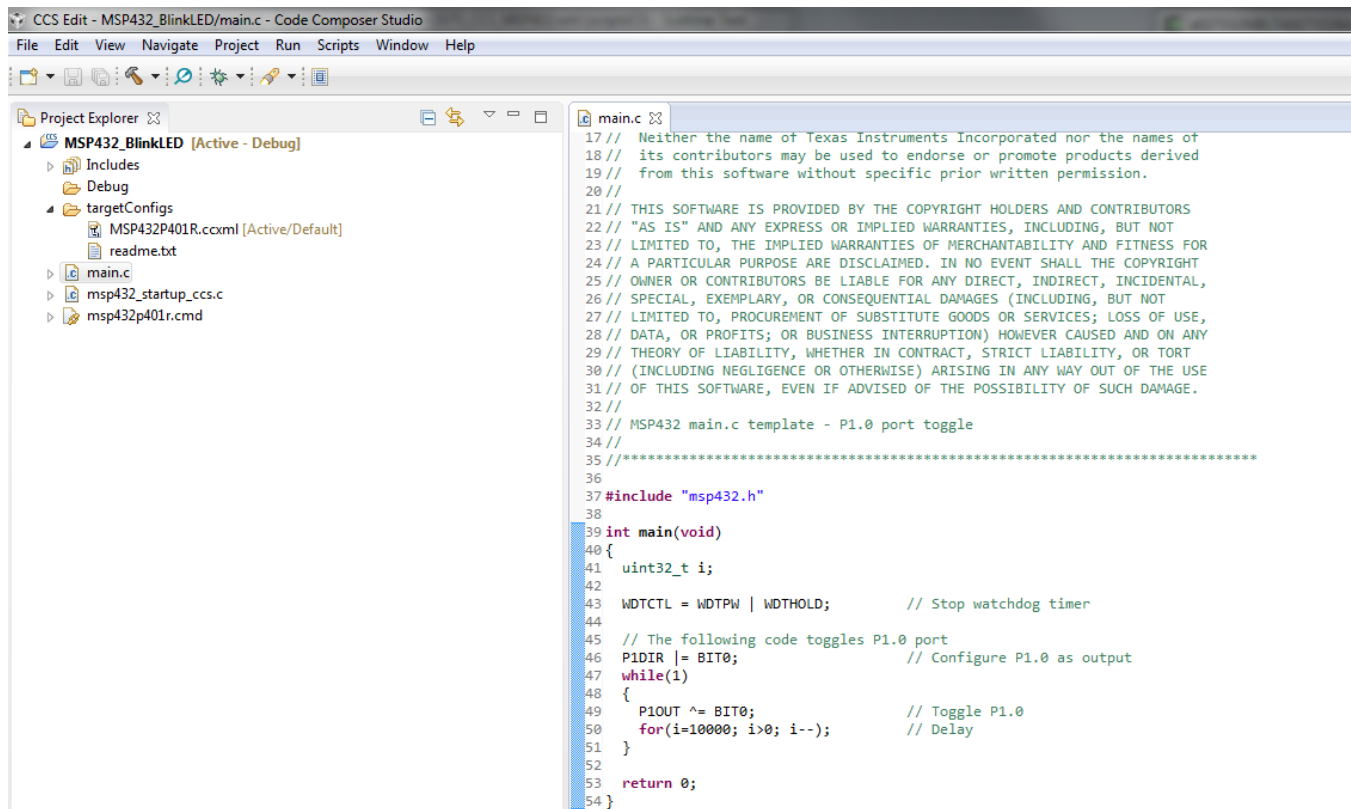 CCS Edit - MSP432_BlinkLED/main.c - Code Composer Studio
File Edit View Navigate Project Run Scripts Window Help
Project Explorer
MSP432_BlinkLED [Active - Debug]
Includes
Debug
targetConfigs
MSP432P401R.ccxml [Active/Default]
readme.txt
main.c
msp432_startup_ccs.c
msp432p401r.cmd
main.c
17 // Neither the name of Texas Instruments Incorporated nor the names of
18 // its contributors may be used to endorse or promote products derived
19 // from this software without specific prior written permission.
20 //
21 // THIS SOFTWARE IS PROVIDED BY THE COPYRIGHT HOLDERS AND CONTRIBUTORS
22 // "AS IS" AND ANY EXPRESS OR IMPLIED WARRANTIES, INCLUDING, BUT NOT
23 // LIMITED TO, THE IMPLIED WARRANTIES OF MERCHANTABILITY AND FITNESS FOR
24 // A PARTICULAR PURPOSE ARE DISCLAIMED. IN NO EVENT SHALL THE COPYRIGHT
25 // OWNER OR CONTRIBUTORS BE LIABLE FOR ANY DIRECT, INDIRECT, INCIDENTAL,
26 // SPECIAL, EXEMPLARY, OR CONSEQUENTIAL DAMAGES (INCLUDING, BUT NOT
27 // LIMITED TO, PROCUREMENT OF SUBSTITUTE GOODS OR SERVICES; LOSS OF USE,
28 // DATA, OR PROFITS; OR BUSINESS INTERRUPTION) HOWEVER CAUSED AND ON ANY
29 // THEORY OF LIABILITY, WHETHER IN CONTRACT, STRICT LIABILITY, OR TORT
30 // (INCLUDING NEGLIGENCE OR OTHERWISE) ARISING IN ANY WAY OUT OF THE USE
31 // OF THIS SOFTWARE, EVEN IF ADVISED OF THE POSSIBILITY OF SUCH DAMAGE.
32 //
33 // MSP432 main.c template - P1.0 port toggle
34 //
35 //****************************************************************************
36
37 #include "msp432.h"
38
39 int main(void)
40 {
41 uint32_t i;
42
43 WDTCTL = WDTPW | WDTHOLD; // Stop watchdog timer
44
45 // The following code toggles P1.0 port
46 P1DIR |= BIT0; // Configure P1.0 as output
47 while(1)
48 {
49 P1OUT ^= BIT0; // Toggle P1.0
50 for(i=10000; i>0; i--); // Delay
51 }
52
53 return 0;
54 }